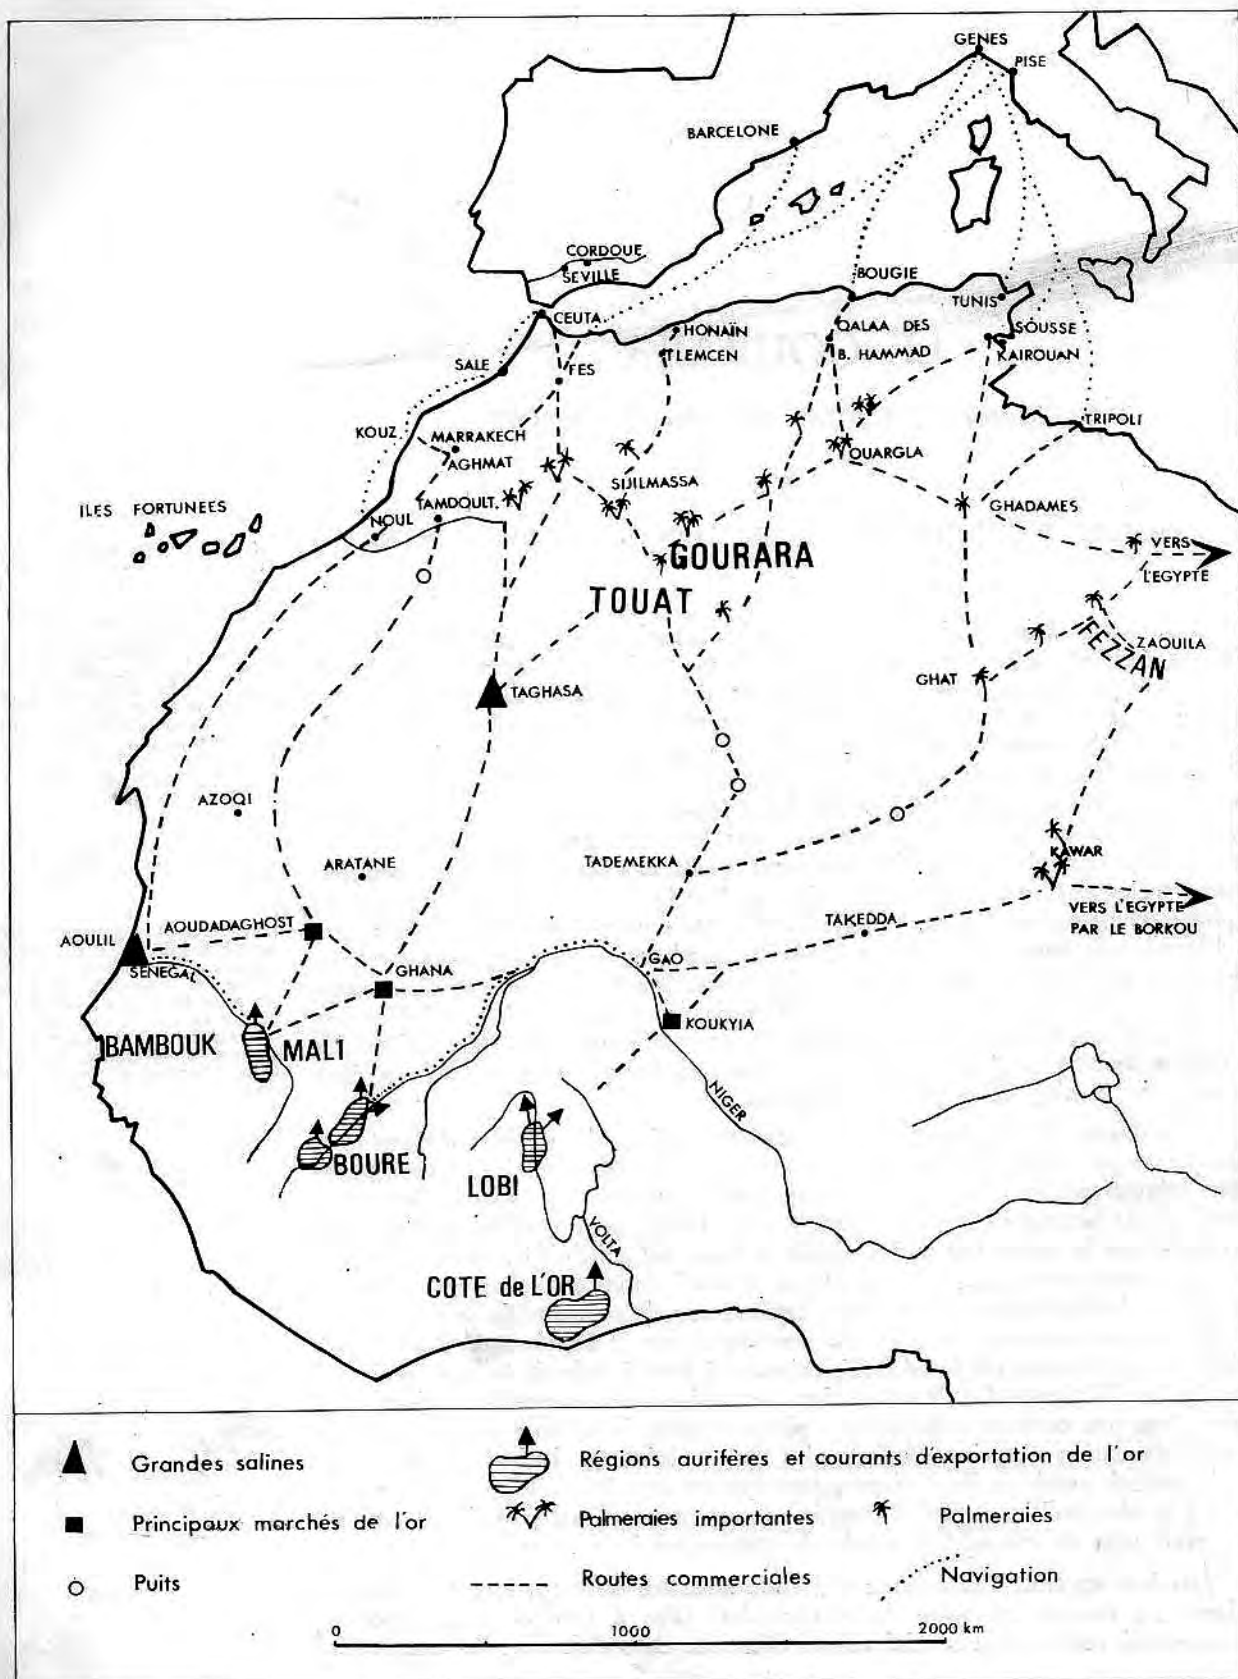 GENES
PISE
BARCELONE
CORDOUE
SEVILLE
BOUGIE
TUNIS
CEUTA
HONAÏN
TLEMCEN
QALAA DES
B. HAMMAD
SOUSSE
KAIROUAN
SALE
FES
KOUZ
MARRAKECH
AGHMAT
TRIPOLI
OUARGLA
SIJILMASSA
ILES FORTUNEES
TAMDOULT
NOUL
GHADAMES
GOURARA
VERS
L'EGYPTE
TOUAT
FEZZAN
ZAOUILA
TAGHASA
GHAT
AZOQI
ARATANE
TADEMEKKA
KAWAR
AOULIL
AOUDADAGHOST
TAKEDDA
VERS L'EGYPTE
PAR LE BORKOU
SENEGAL
GHANA
GAO
KOUKYIA
BAMBOUK
MALI
NIGER
BOURE
LOBI
VOLTA
COTE de L'OR
Grandes salines
Régions aurifères et courants d'exportation de l'or
Principaux marchés de l'or
Palmeraies importantes
Palmeraies
Puits
Routes commerciales
Navigation
0 1000 2000 km